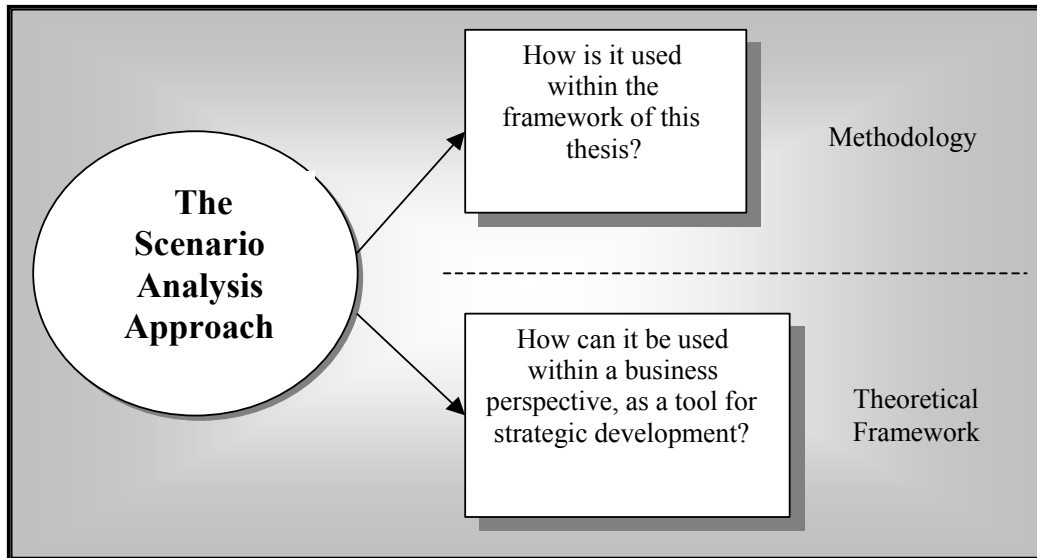 The
Scenario
Analysis
Approach
How is it used
within the
framework of this
thesis?
Methodology
How can it be used
within a business
perspective, as a tool for
strategic development?
Theoretical
Framework